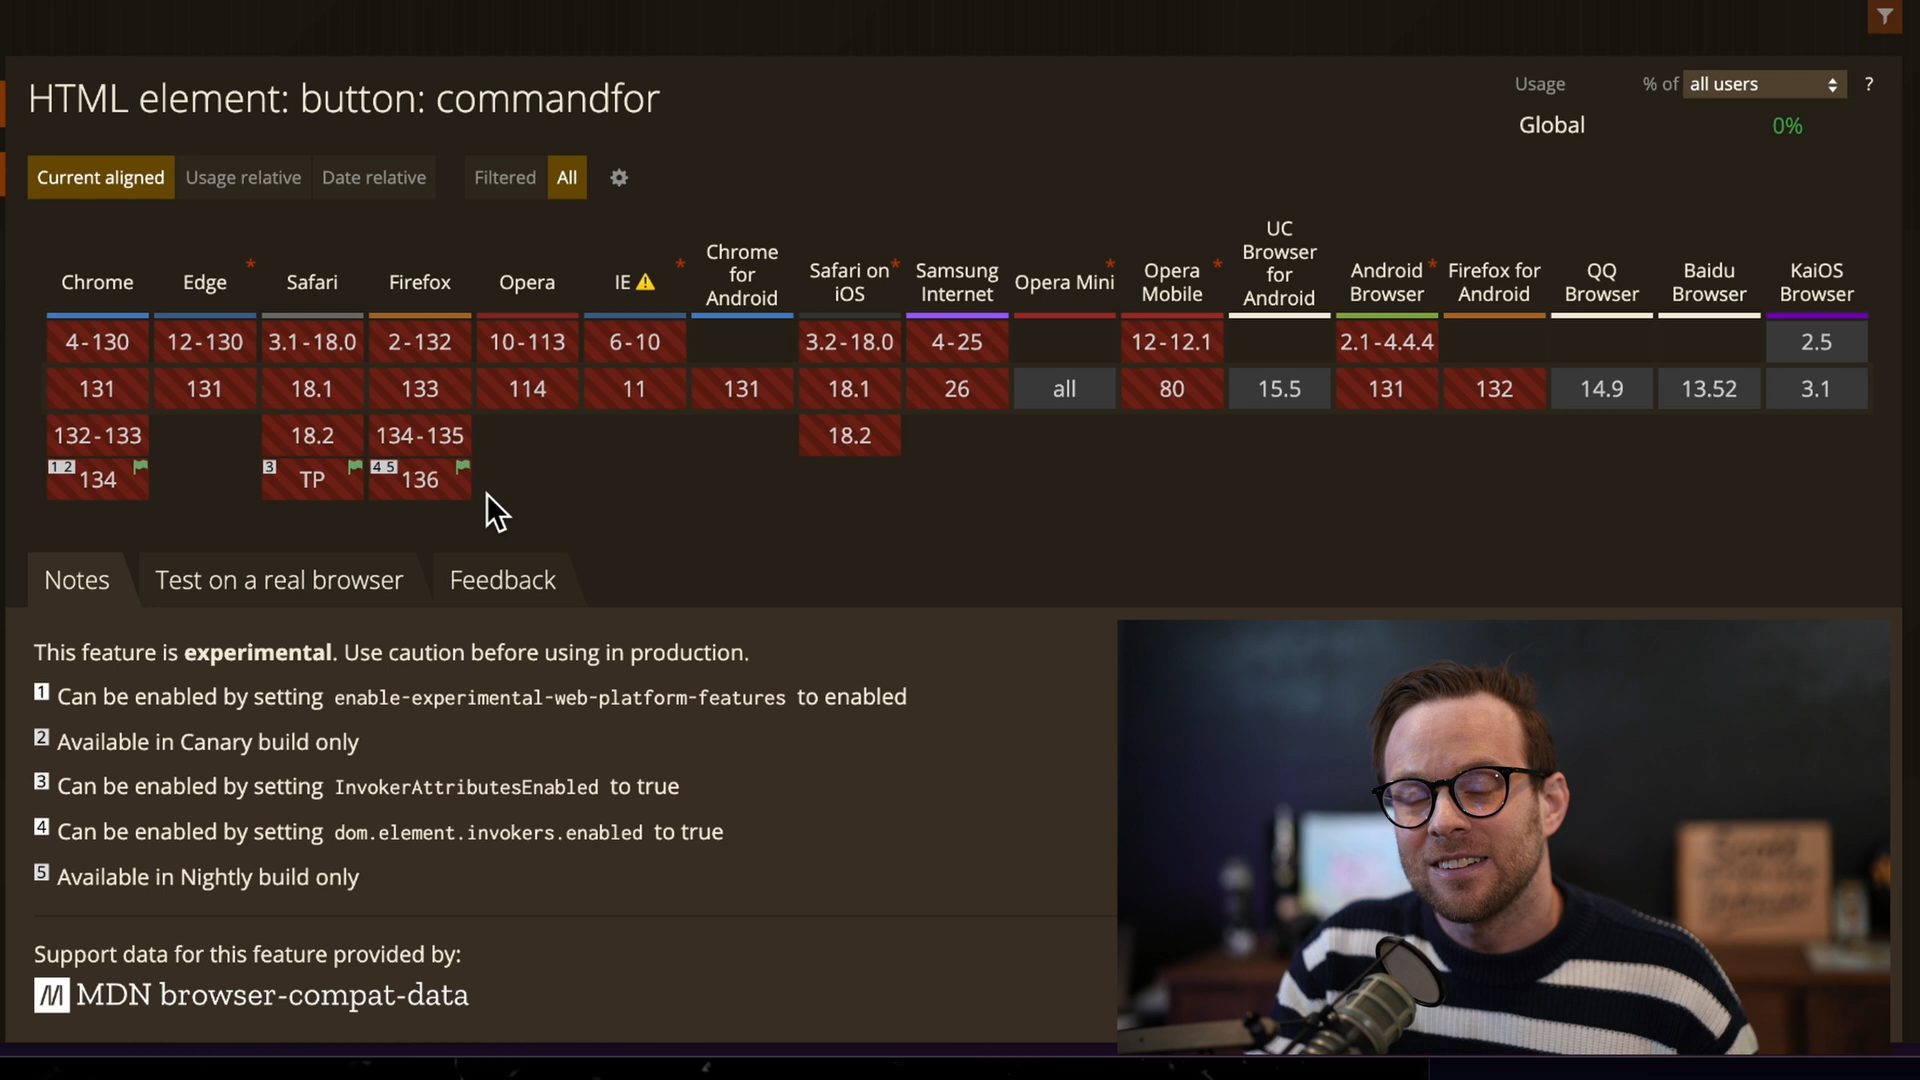 HTML element: button: commandfor
Usage % of all users ?
Global 0%
Current aligned Usage relative Date relative Filtered All
Chrome Edge * Safari Firefox Opera IE * Chrome for Android Safari on iOS * Samsung Internet Opera Mini * Opera Mobile * UC Browser for Android Android Browser * Firefox for Android QQ Browser Baidu Browser KaiOS Browser
4-130 12-130 3.1-18.0 2-132 10-113 6-10 3.2-18.0 4-25 12-12.1 2.1-4.4.4 2.5
131 131 18.1 133 114 11 131 18.1 26 all 80 15.5 131 132 14.9 13.52 3.1
132-133 18.2 134-135 18.2
1 2 134 3 TP 4 5 136
Notes Test on a real browser Feedback
This feature is experimental. Use caution before using in production.
1 Can be enabled by setting enable-experimental-web-platform-features to enabled
2 Available in Canary build only
3 Can be enabled by setting InvokerAttributesEnabled to true
4 Can be enabled by setting dom.element.invokers.enabled to true
5 Available in Nightly build only
Support data for this feature provided by:
M MDN browser-compat-data